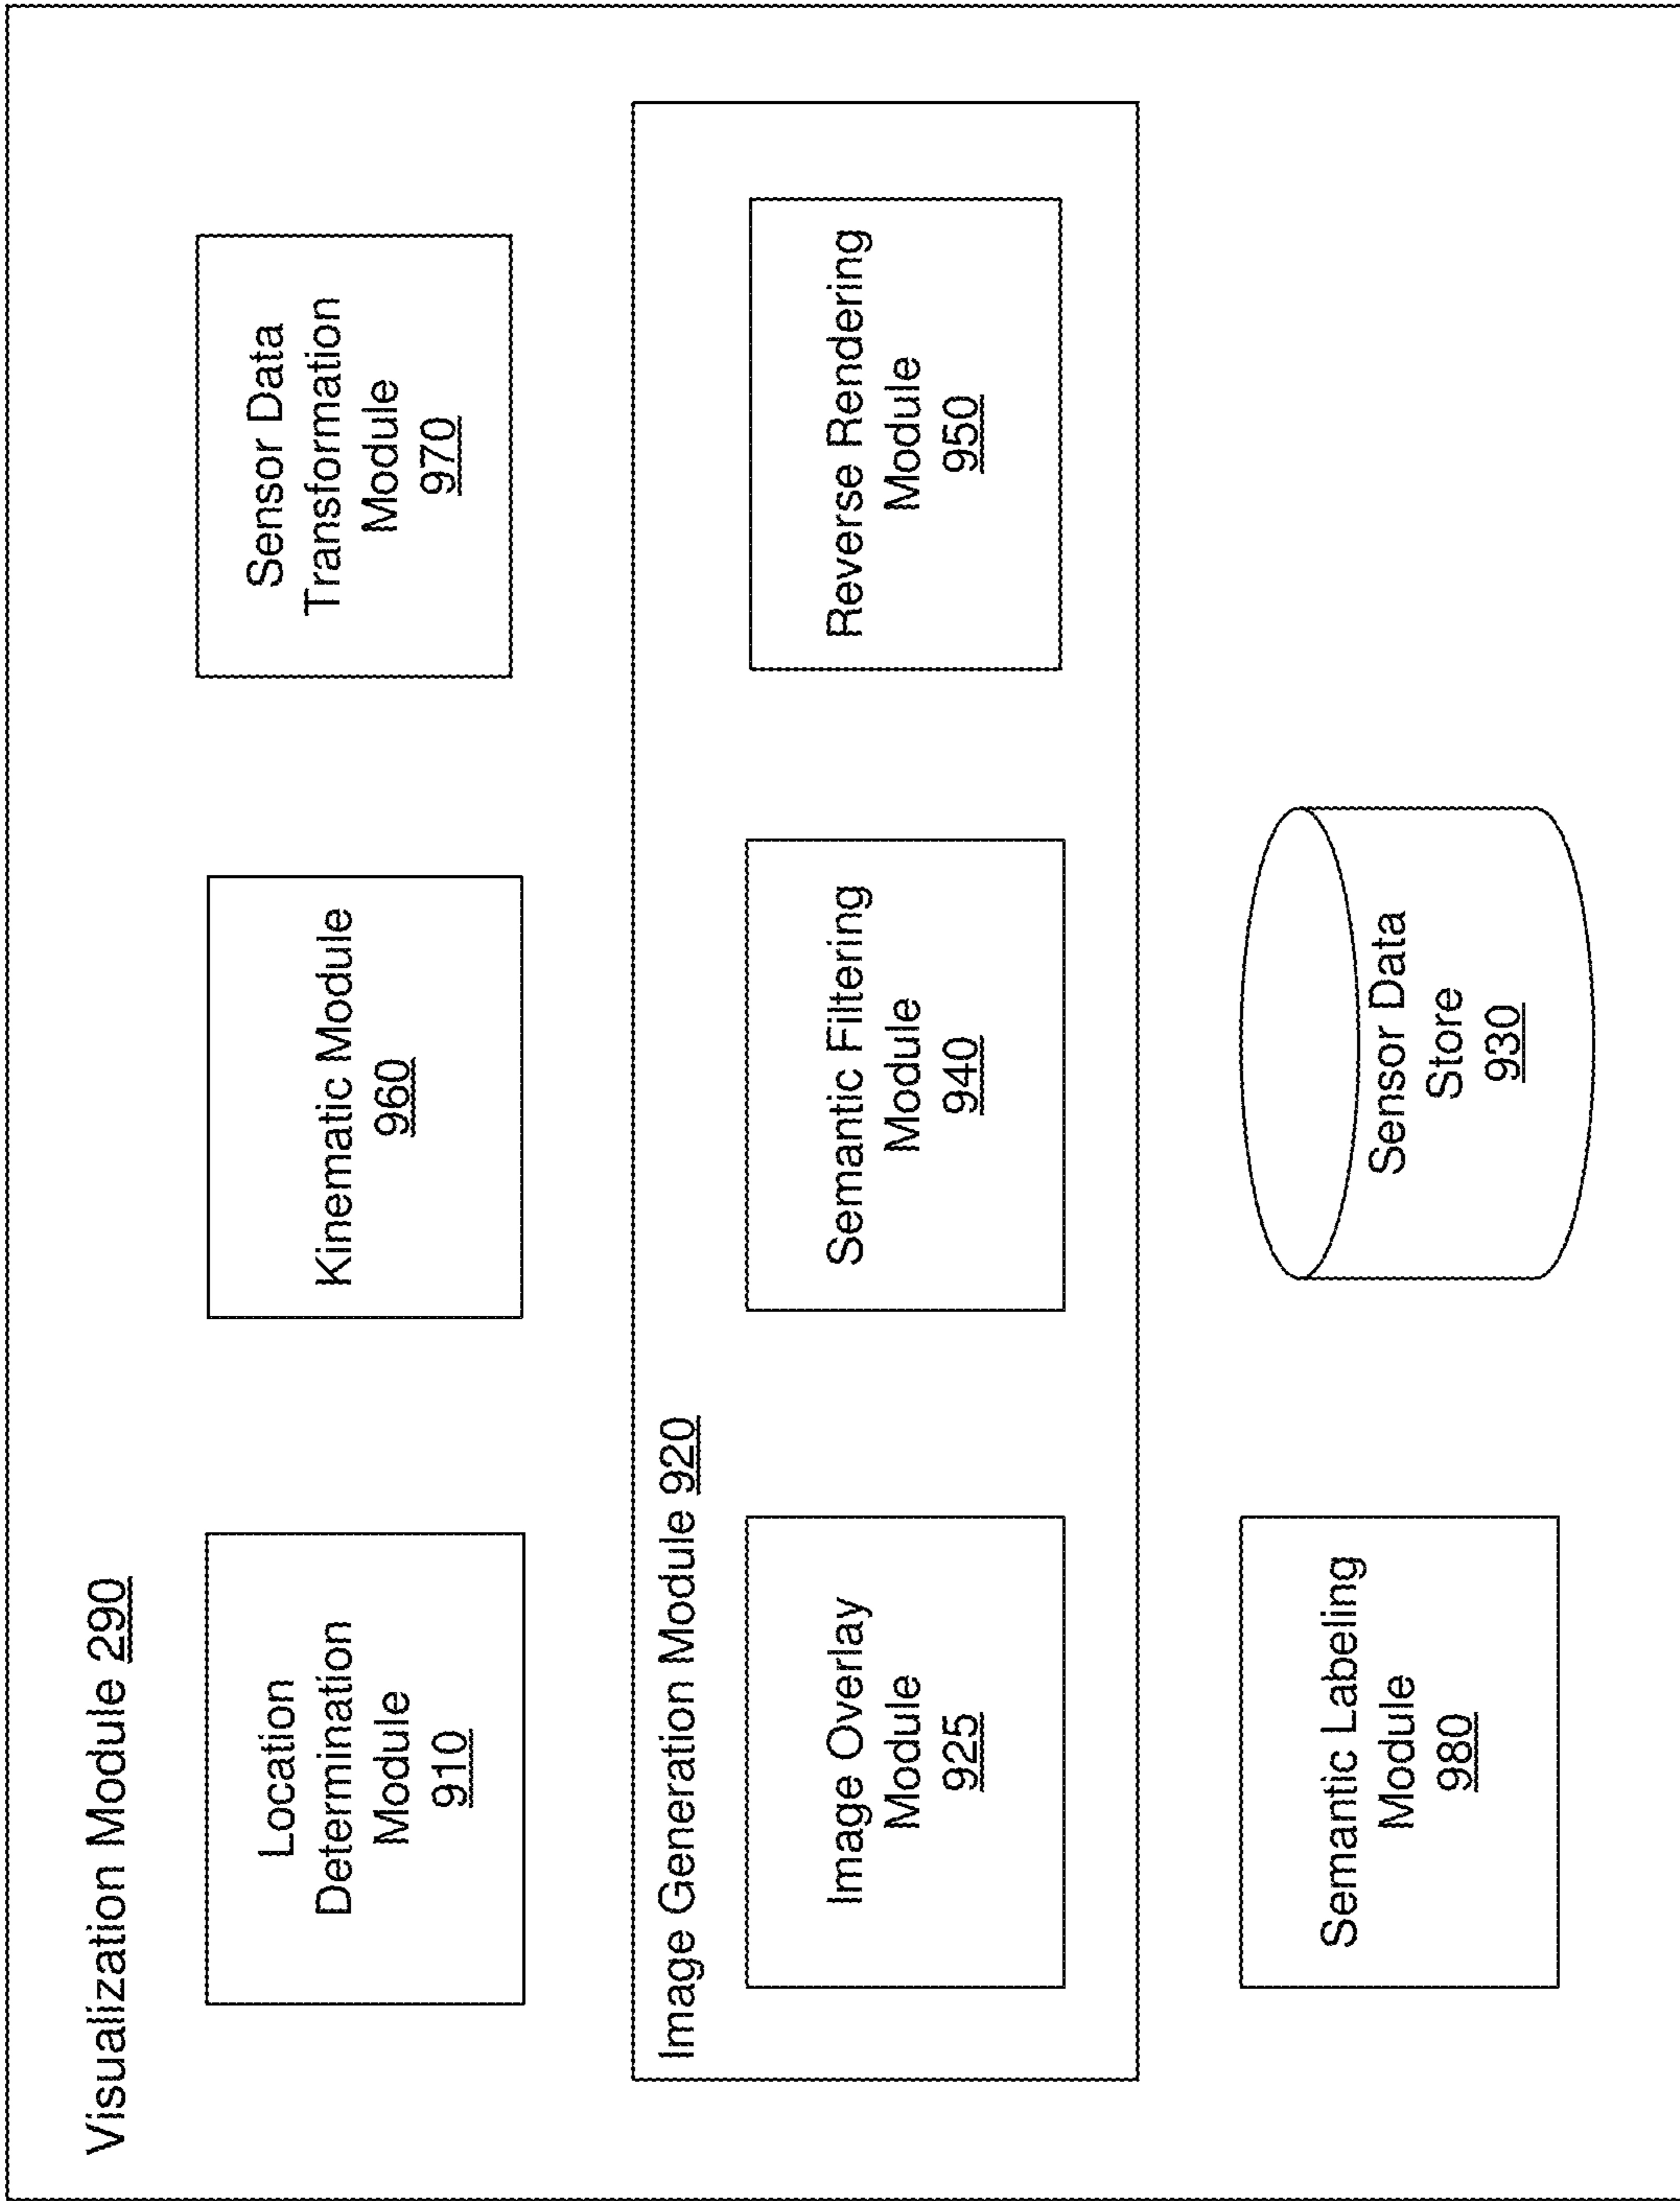 Visualization Module 290
Location
Determination
Module
910
Kinematic Module
960
Sensor Data
Transformation
Module
970
Image Generation Module 920
Image Overlay
Module
925
Semantic Filtering
Module
940
Reverse Rendering
Module
950
Semantic Labeling
Module
980
Sensor Data
Store
930